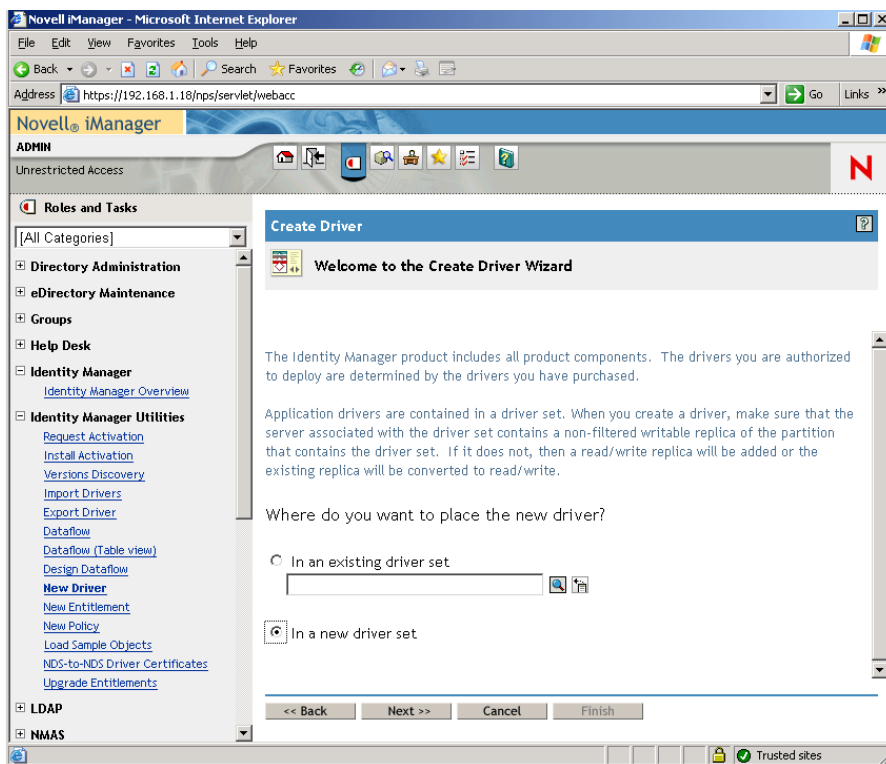 Novell iManager - Microsoft Internet Explorer
File Edit View Favorites Tools Help
Back Search Favorites
Address https://192.168.1.18/nps/servlet/webacc Go Links »
Novell® iManager
ADMIN
Unrestricted Access
N
Roles and Tasks
[All Categories]
Directory Administration
eDirectory Maintenance
Groups
Help Desk
Identity Manager
Identity Manager Overview
Identity Manager Utilities
Request Activation
Install Activation
Versions Discovery
Import Drivers
Export Driver
Dataflow
Dataflow (Table view)
Design Dataflow
New Driver
New Entitlement
New Policy
Load Sample Objects
NDS-to-NDS Driver Certificates
Upgrade Entitlements
LDAP
NMAS
Create Driver
Welcome to the Create Driver Wizard
The Identity Manager product includes all product components. The drivers you are authorized
to deploy are determined by the drivers you have purchased.
Application drivers are contained in a driver set. When you create a driver, make sure that the
server associated with the driver set contains a non-filtered writable replica of the partition
that contains the driver set. If it does not, then a read/write replica will be added or the
existing replica will be converted to read/write.
Where do you want to place the new driver?
In an existing driver set
In a new driver set
<< Back Next >> Cancel Finish
Trusted sites